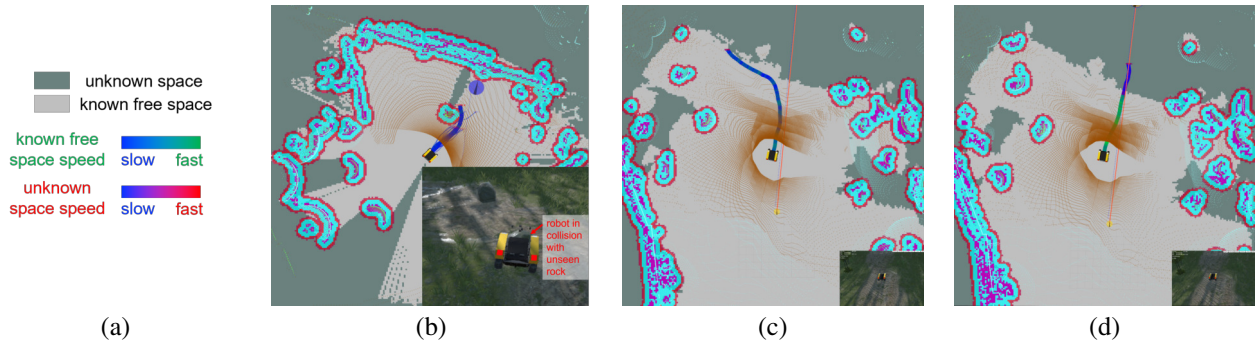 unknown space
known free space
known free
space speed
slow fast
unknown
space speed
slow fast
robot in
collision
with
unseen
rock
(a) (b) (c) (d)